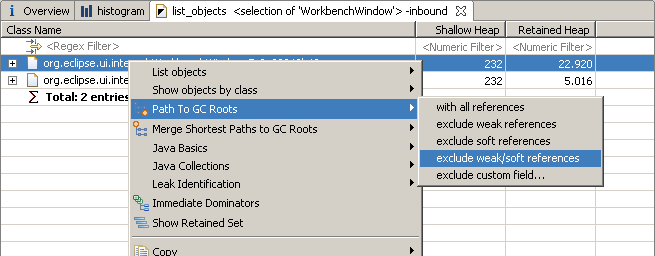 Overview histogram list_objects <selection of 'WorkbenchWindow'> -inbound
Class Name Shallow Heap Retained Heap
<Regex Filter> <Numeric Filter> <Numeric Filter>
org.eclipse.ui.inte 232 22.920
org.eclipse.ui.inte 232 5.016
Σ Total: 2 entries
List objects
Show objects by class
Path To GC Roots
Merge Shortest Paths to GC Roots
Java Basics
Java Collections
Leak Identification
Immediate Dominators
Show Retained Set
Copy
with all references
exclude weak references
exclude soft references
exclude weak/soft references
exclude custom field...